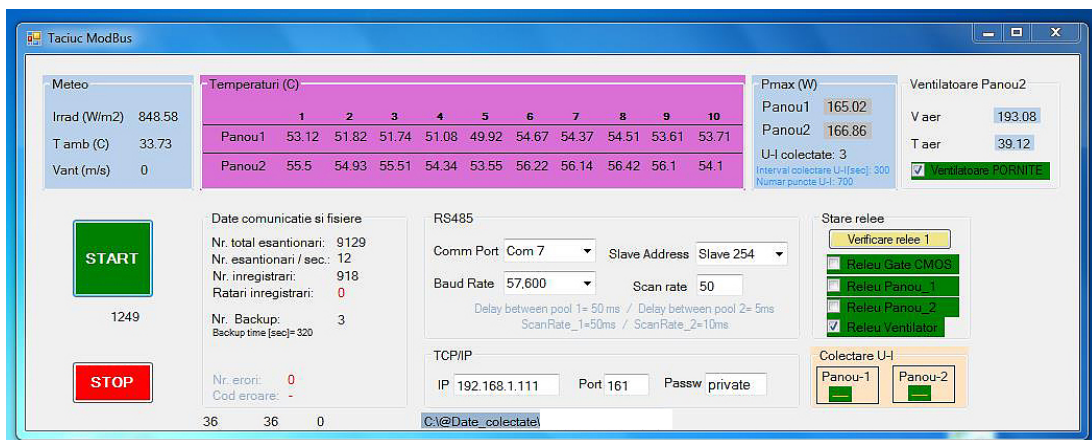 Taciuc ModBus
Meteo
Irrad (W/m2) 848.58
T amb (C) 33.73
Vant (m/s) 0
Temperaturi (C)
1 2 3 4 5 6 7 8 9 10
Panou1 53.12 51.82 51.74 51.08 49.92 54.67 54.37 54.51 53.61 53.71
Panou2 55.5 54.93 55.51 54.34 53.55 56.22 56.14 56.42 56.1 54.1
Pmax (W)
Panou1 165.02
Panou2 166.86
U-I colectate: 3
Interval colectare U-I[sec]: 300
Numar puncte U-I: 700
Ventilatoare Panou2
V aer 193.08
T aer 39.12
Ventilatoare PORNITE
START
1249
STOP
Date comunicatie si fisiere
Nr. total esantionari: 9129
Nr. esantionari / sec.: 12
Nr. inregistrari: 918
Ratari inregistrari: 0
Nr. Backup: 3
Backup time [sec]= 320
Nr. erori: 0
Cod eroare: -
36 36 0
RS485
Comm Port Com 7 Slave Address Slave 254
Baud Rate 57,600 Scan rate 50
Delay between pool 1= 50 ms / Delay between pool 2= 5ms
ScanRate_1=50ms / ScanRate_2=10ms
TCP/IP
IP 192.168.1.111 Port 161 Passw private
C:\@Date_colectate\
Stare relee
Verificare relee 1
Releu Gate CMOS
Releu Panou_1
Releu Panou_2
Releu Ventilator
Colectare U-I
Panou-1 Panou-2